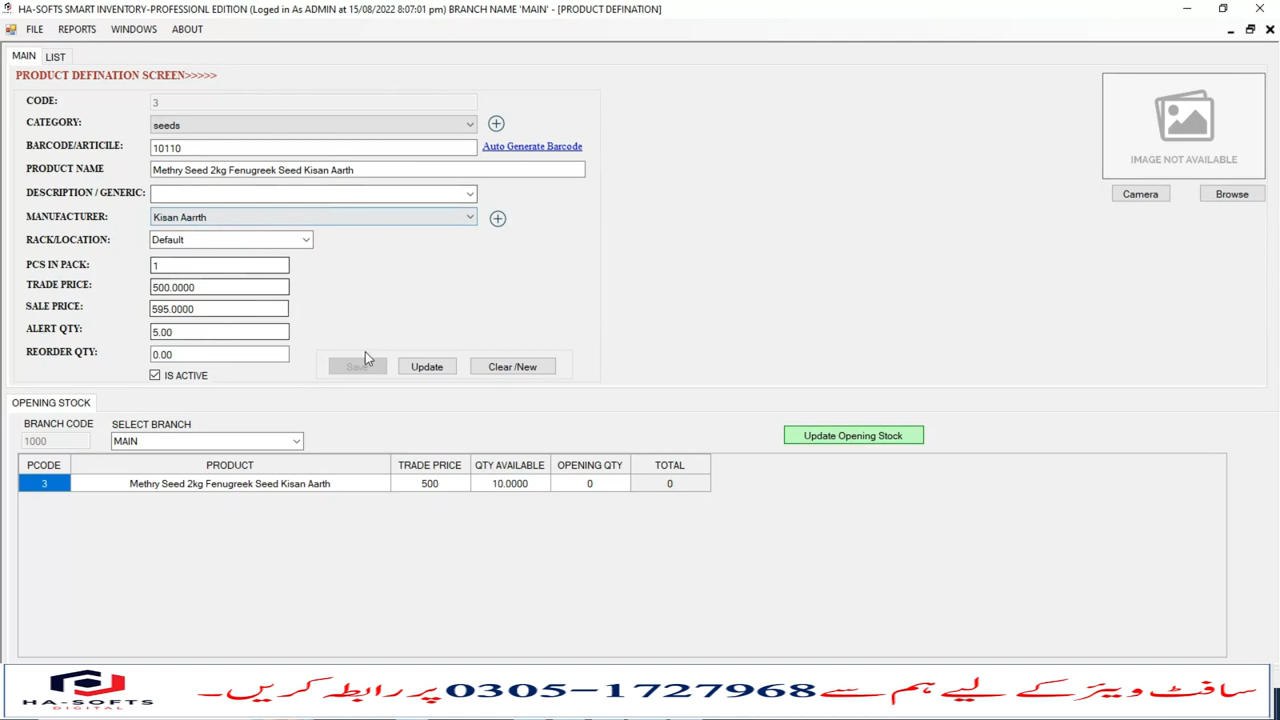 HA-SOFTS SMART INVENTORY-PROFESSIONL EDITION (Loged in As ADMIN at 15/08/2022 8:07:01 pm) BRANCH NAME 'MAIN' - [PRODUCT DEFINATION]
FILE REPORTS WINDOWS ABOUT
MAIN LIST
PRODUCT DEFINATION SCREEN>>>>>
CODE: 3
CATEGORY: seeds
BARCODE/ARTICILE: 10110 Auto Generate Barcode
PRODUCT NAME Methry Seed 2kg Fenugreek Seed Kisan Aarth
DESCRIPTION / GENERIC:
MANUFACTURER: Kisan Aarrth
RACK/LOCATION: Default
PCS IN PACK: 1
TRADE PRICE: 500.0000
SALE PRICE: 595.0000
ALERT QTY: 5.00
REORDER QTY: 0.00
IS ACTIVE
Save Update Clear /New
IMAGE NOT AVAILABLE
Camera Browse
OPENING STOCK
BRANCH CODE SELECT BRANCH
1000 MAIN
Update Opening Stock
PCODE PRODUCT TRADE PRICE QTY AVAILABLE OPENING QTY TOTAL
3 Methry Seed 2kg Fenugreek Seed Kisan Aarth 500 10.0000 0 0
HA-SOFTS
DIGITAL
سافٹ ویئر کے لیے ہم سے 0305-1727968 پر رابطہ کریں۔